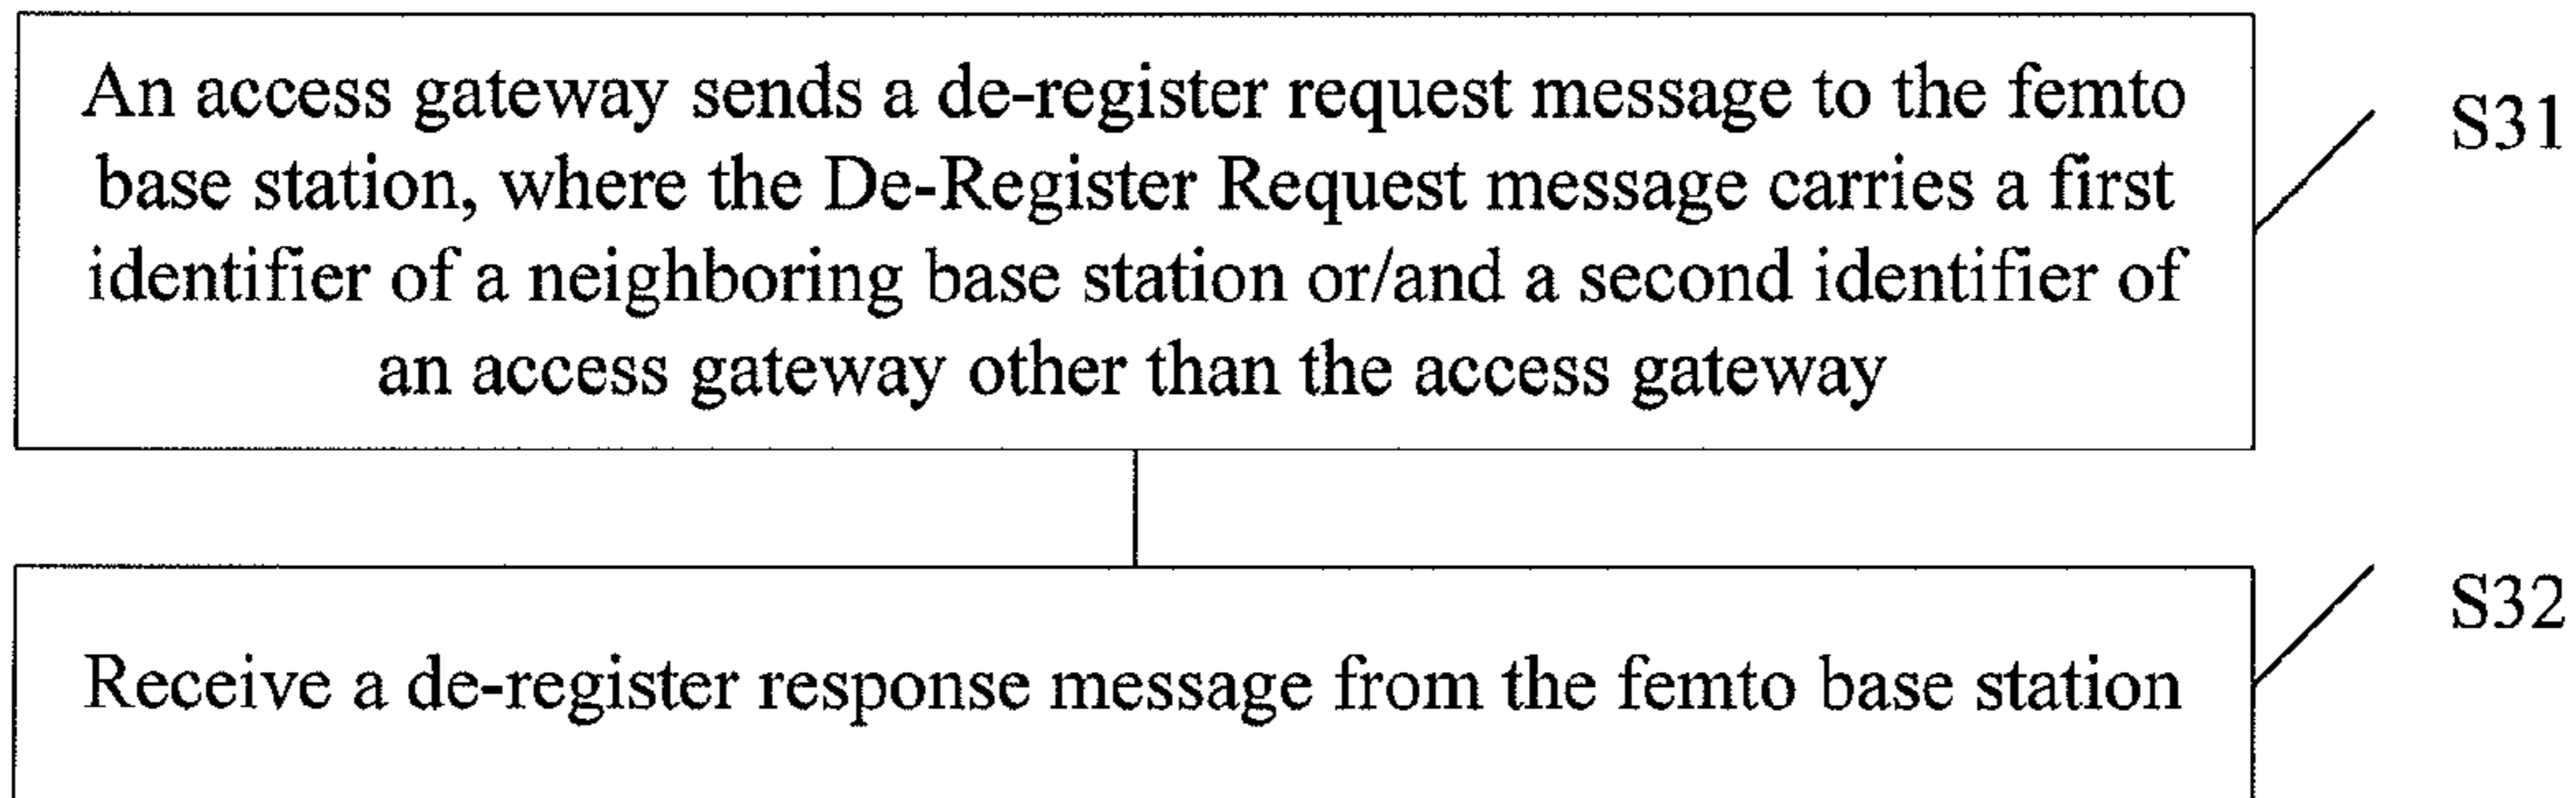 An access gateway sends a de-register request message to the femto
base station, where the De-Register Request message carries a first
identifier of a neighboring base station or/and a second identifier of
an access gateway other than the access gateway
S31
Receive a de-register response message from the femto base station
S32